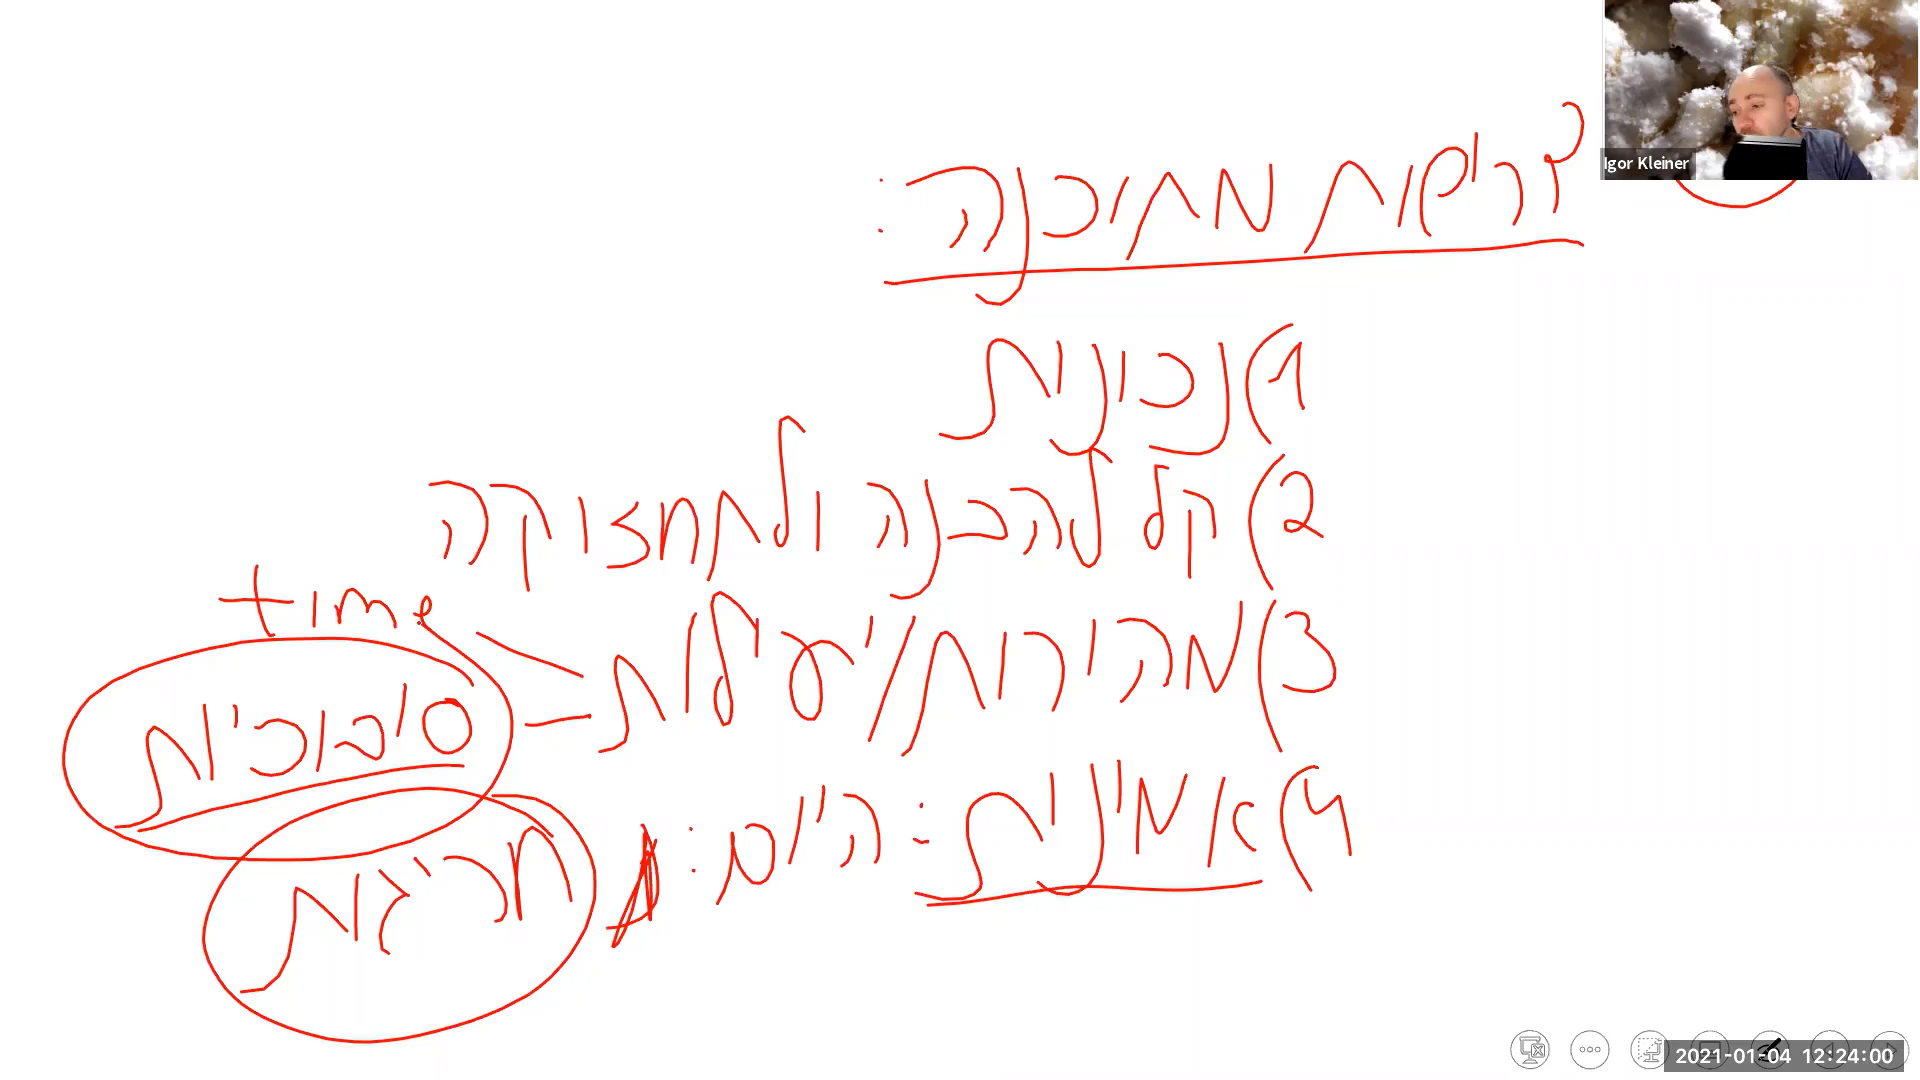 Igor Kleiner
דרישות מתוכנה:
1) נכונות
2) קל להבנה ולתחזוקה
3) מהירות/יעילות
time
סיבוכיות
4) אמינות: היום:
חריגות
2021-01-04 12:24:00